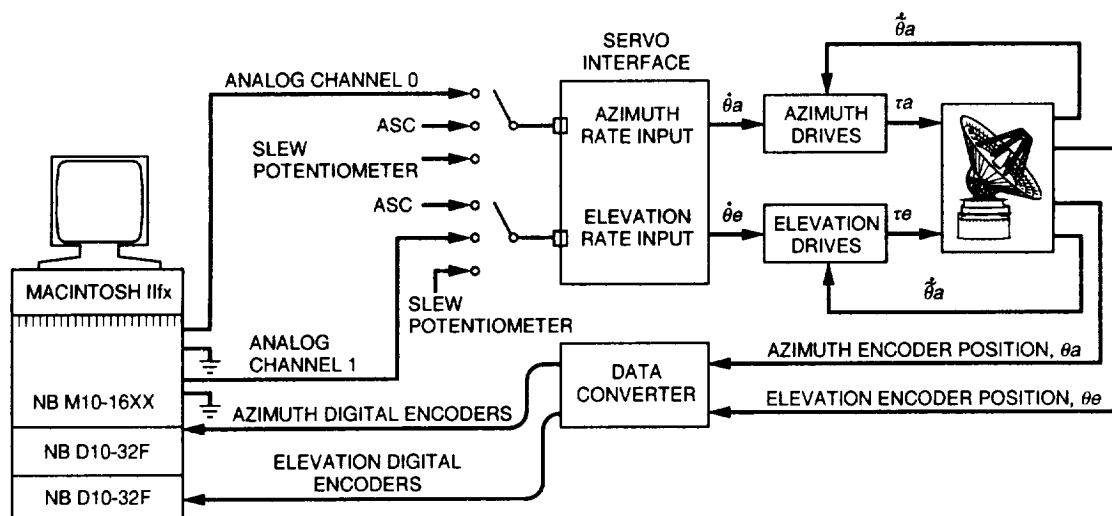 SERVO
INTERFACE
ANALOG CHANNEL 0
ASC
SLEW
POTENTIOMETER
ASC
AZIMUTH
RATE INPUT
ELEVATION
RATE INPUT
θ̇a
θ̇e
AZIMUTH
DRIVES
ELEVATION
DRIVES
τa
τe
θ̂̇a
θ̂̇a
SLEW
POTENTIOMETER
MACINTOSH IIfx
NB M10-16XX
NB D10-32F
NB D10-32F
ANALOG
CHANNEL 1
AZIMUTH DIGITAL ENCODERS
ELEVATION DIGITAL
ENCODERS
DATA
CONVERTER
AZIMUTH ENCODER POSITION, θa
ELEVATION ENCODER POSITION, θe